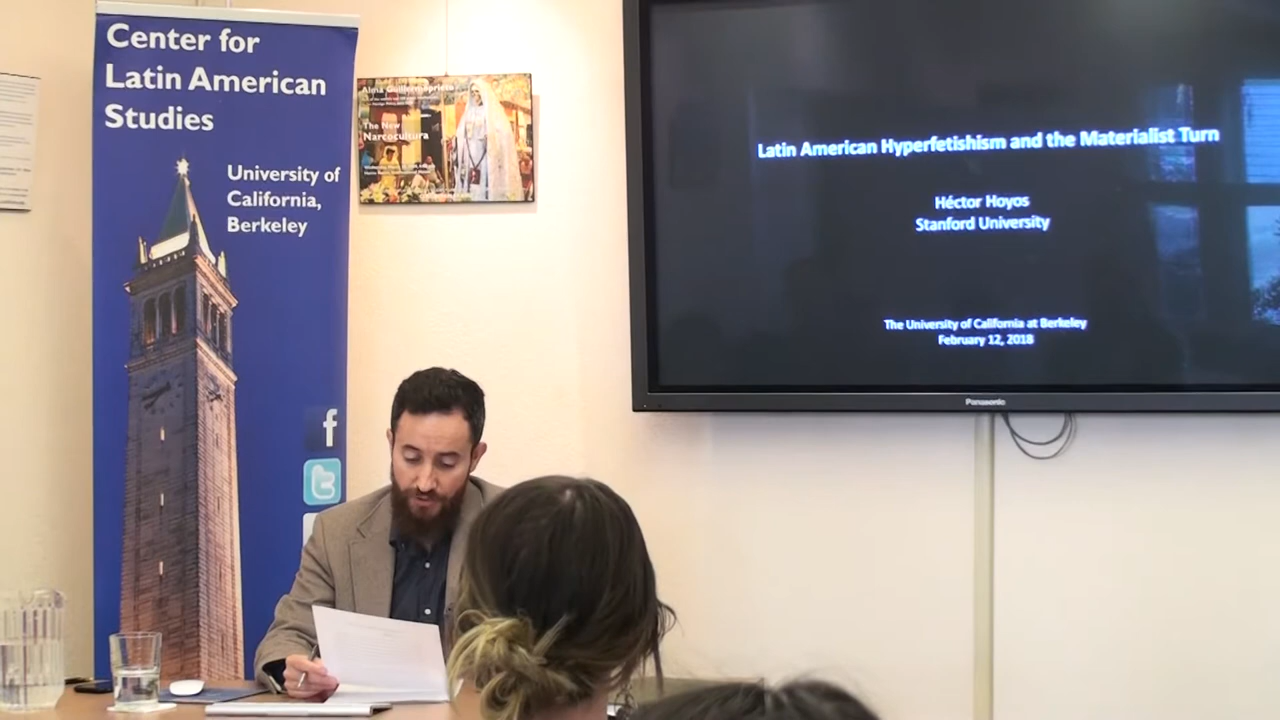 Center for
Latin American
Studies
University of
California,
Berkeley
f
Alma Guillermoprieto
The New
Narcocultura
Latin American Hyperfetishism and the Materialist Turn
Héctor Hoyos
Stanford University
The University of California at Berkeley
February 12, 2018
Panasonic